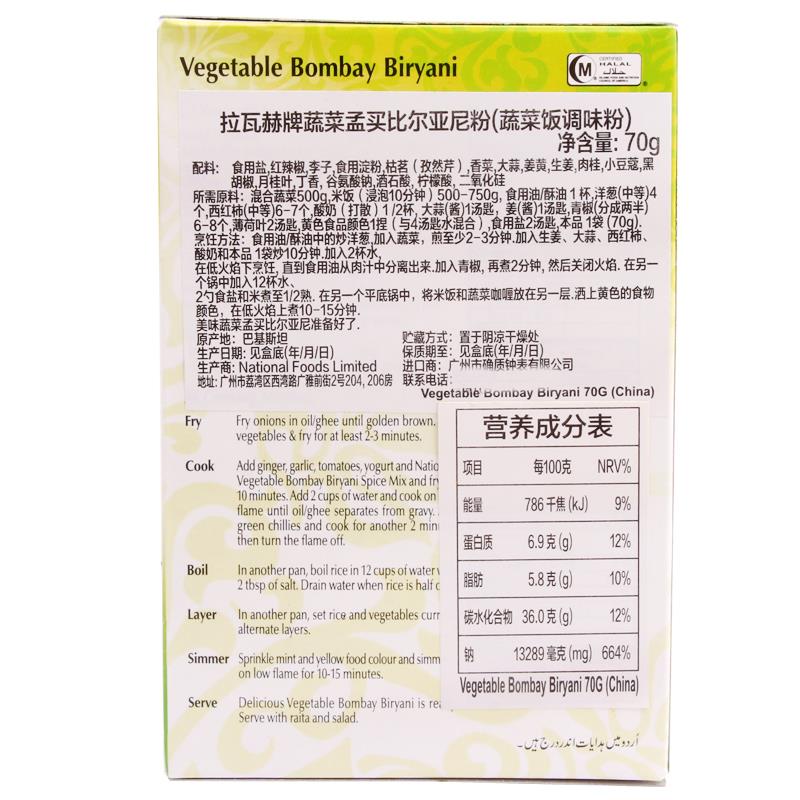 Vegetable Bombay Biryani
M
CERTIFIED
HALAL
حلال
ISLAMIC FOOD AND NUTRITION
COUNCIL OF AMERICA
拉瓦赫牌蔬菜孟买比尔亚尼粉(蔬菜饭调味粉)
净含量: 70g
配料: 食用盐,红辣椒,李子,食用淀粉,枯茗(孜然芹),香菜,大蒜,姜黄,生姜,肉桂,小豆蔻,黑
胡椒,月桂叶,丁香,谷氨酸钠,酒石酸,柠檬酸,二氧化硅
所需原料: 混合蔬菜500g,米饭(浸泡10分钟)500-750g,食用油/酥油1杯,洋葱(中等)4
个,西红柿(中等)6-7个,酸奶(打散)1/2杯,大蒜(酱)1汤匙,姜(酱)1汤匙,青椒(分成两半)
6-8个,薄荷叶2汤匙,黄色食品颜色1捏(与4汤匙水混合),食用盐2汤匙,本品1袋(70g).
烹饪方法: 食用油/酥油中的炒洋葱,加入蔬菜,煎至少2-3分钟.加入生姜、大蒜、西红柿、
酸奶和本品1袋炒10分钟.加入2杯水,
在低火焰下烹饪,直到食用油从肉汁中分离出来.加入青椒,再煮2分钟,然后关闭火焰.在另一
个锅中加入12杯水、
2勺食盐和米煮至1/2熟.在另一个平底锅中,将米饭和蔬菜咖喱放在另一层.洒上黄色的食物
颜色,在低火焰上煮10-15分钟.
美味蔬菜孟买比尔亚尼准备好了.
原产地: 巴基斯坦 贮藏方式: 置于阴凉干燥处
生产日期: 见盒底(年/月/日) 保质期至: 见盒底(年/月/日)
生产商: National Foods Limited 进口商: 广州市确质钟表有限公司
地址: 广州市荔湾区西湾路广雅前街2号204, 206房 联系电话:
Vegetable Bombay Biryani 70G (China)
Fry Fry onions in oil/ghee until golden brown.
vegetables & fry for at least 2-3 minutes.
Cook Add ginger, garlic, tomatoes, yogurt and
Vegetable Bombay Biryani Spice Mix and
10 minutes. Add 2 cups of water and cook on
flame until oil/ghee separates from gravy.
green chillies and cook for another 2
then turn the flame off.
Boil In another pan, boil rice in 12 cups of water
2 tbsp of salt. Drain water when rice is half
Layer In another pan, set rice and vegetables
alternate layers.
Simmer Sprinkle mint and yellow food colour and
on low flame for 10-15 minutes.
Serve Delicious Vegetable Bombay Biryani is
Serve with raita and salad.
营养成分表
项目 每100克 NRV%
能量 786 千焦 (kJ) 9%
蛋白质 6.9 克 (g) 12%
脂肪 5.8 克 (g) 10%
碳水化合物 36.0 克 (g) 12%
钠 13289 毫克 (mg) 664%
Vegetable Bombay Biryani 70G (China)
اُردو میں ہدایات اندر درج ہیں۔